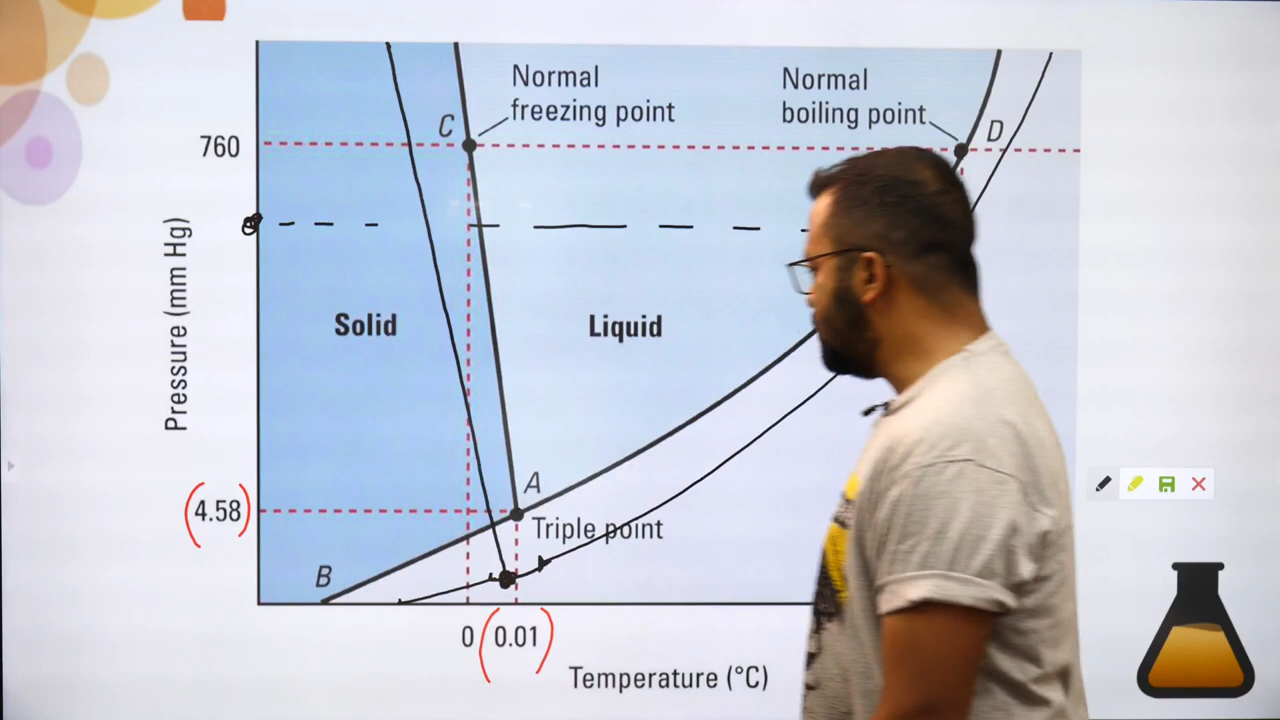 Normal
freezing point
Normal
boiling point
C
D
760
Pressure (mm Hg)
Solid
Liquid
A
4.58
Triple point
B
0
0.01
Temperature (°C)